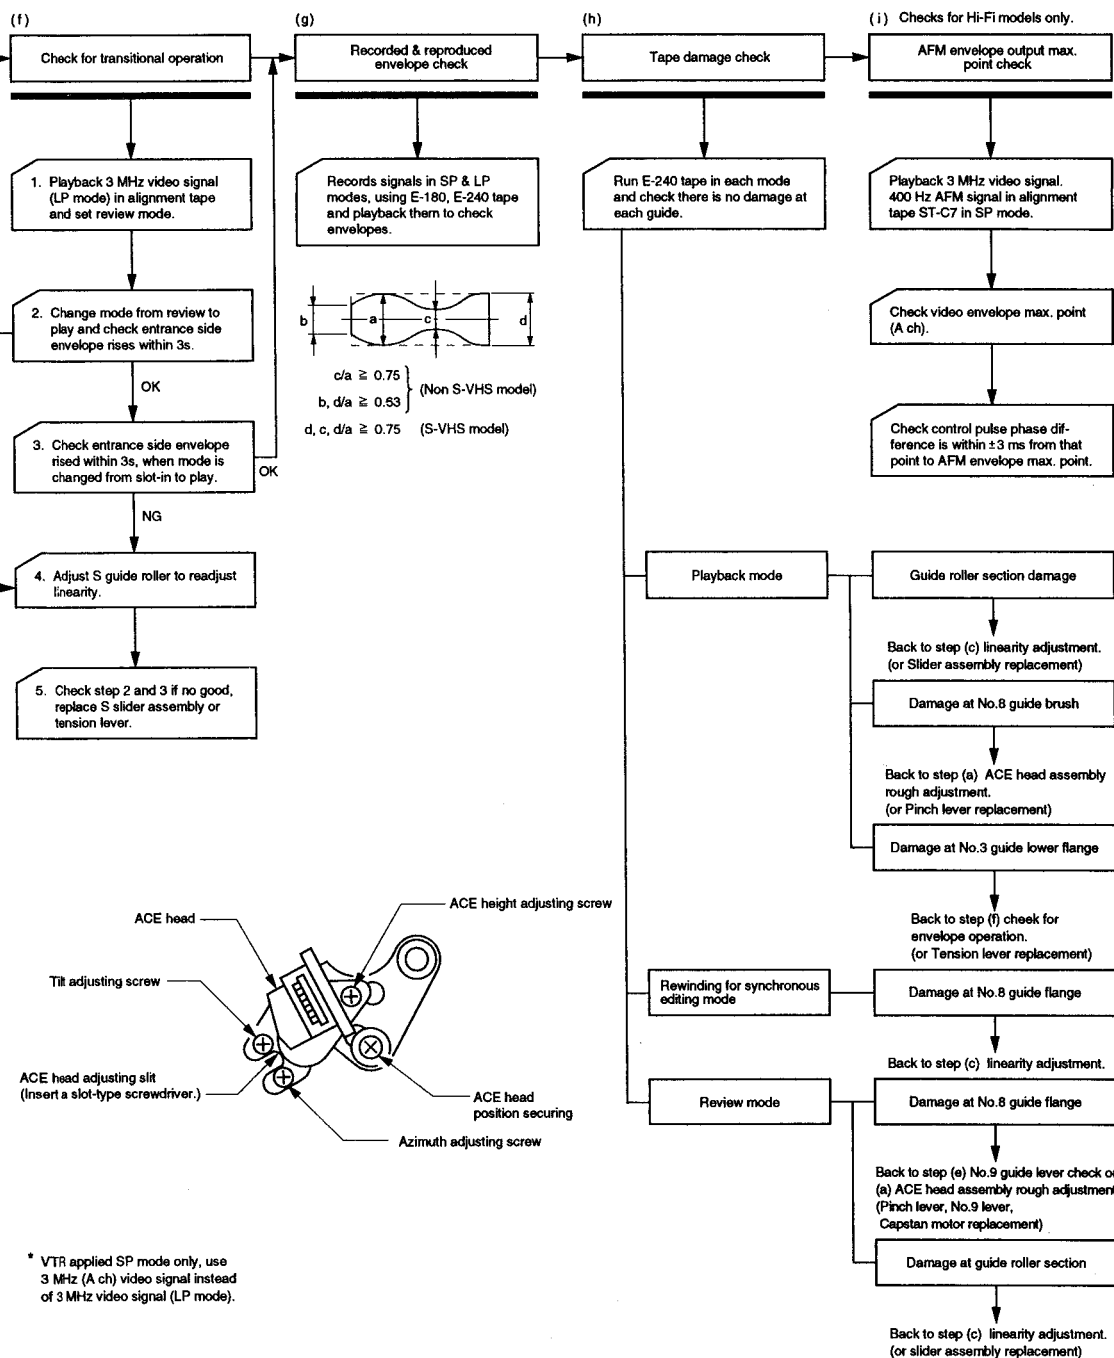 (f)
Check for transitional operation
1. Playback 3 MHz video signal
(LP mode) in alignment tape
and set review mode.
2. Change mode from review to
play and check entrance side
envelope rises within 3s.
OK
3. Check entrance side envelope
rised within 3s, when mode is
changed from slot-in to play.
OK
NG
4. Adjust S guide roller to readjust
linearity.
5. Check step 2 and 3 if no good,
replace S slider assembly or
tension lever.
(g)
Recorded & reproduced
envelope check
Records signals in SP & LP
modes, using E-180, E-240 tape
and playback them to check
envelopes.
b
a
c
d
c/a ≧ 0.75
b, d/a ≧ 0.63
(Non S-VHS model)
d, c, d/a ≧ 0.75 (S-VHS model)
(h)
Tape damage check
Run E-240 tape in each mode
and check there is no damage at
each guide.
(i) Checks for Hi-Fi models only.
AFM envelope output max.
point check
Playback 3 MHz video signal.
400 Hz AFM signal in alignment
tape ST-C7 in SP mode.
Check video envelope max. point
(A ch).
Check control pulse phase dif-
ference is within ±3 ms from that
point to AFM envelope max. point.
Playback mode
Guide roller section damage
Back to step (c) linearity adjustment.
(or Slider assembly replacement)
Damage at No.8 guide brush
Back to step (a) ACE head assembly
rough adjustment.
(or Pinch lever replacement)
Damage at No.3 guide lower flange
Back to step (f) cheek for
envelope operation.
(or Tension lever replacement)
Rewinding for synchronous
editing mode
Damage at No.8 guide flange
Back to step (c) linearity adjustment.
Review mode
Damage at No.8 guide flange
Back to step (e) No.9 guide lever check or
(a) ACE head assembly rough adjustment
(Pinch lever, No.9 lever,
Capstan motor replacement)
Damage at guide roller section
Back to step (c) linearity adjustment.
(or slider assembly replacement)
ACE head
ACE height adjusting screw
Tilt adjusting screw
ACE head adjusting slit
(Insert a slot-type screwdriver.)
ACE head
position securing
Azimuth adjusting screw
* VTR applied SP mode only, use
3 MHz (A ch) video signal instead
of 3 MHz video signal (LP mode).